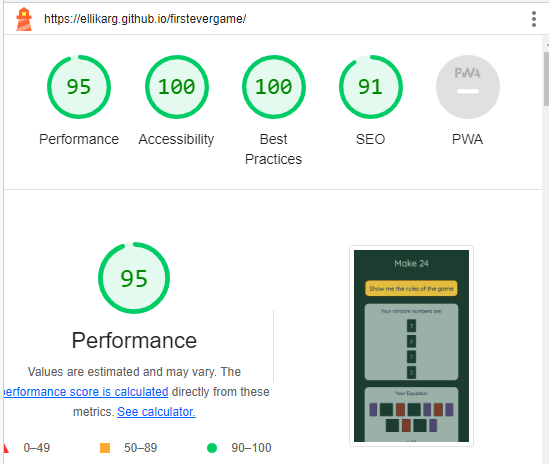 https://ellikarg.github.io/firstevergame/
95
100
100
91
PWA
Performance
Accessibility
Best
Practices
SEO
PWA
95
Performance
Values are estimated and may vary. The
performance score is calculated directly from these
metrics. See calculator.
0–49
50–89
90–100
Make 24
Show me the rules of the game
Your random numbers are:
3
6
7
2
Your Equation